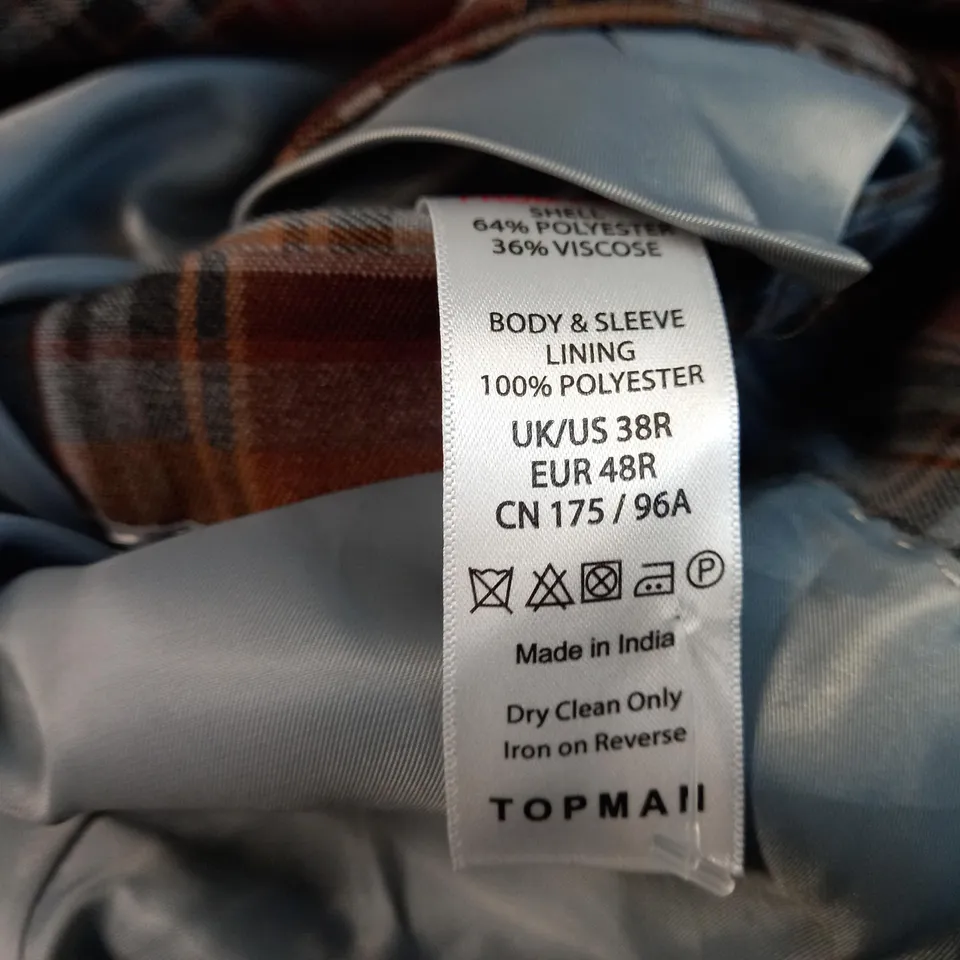 SHELL
64% POLYESTER
36% VISCOSE
BODY & SLEEVE
LINING
100% POLYESTER
UK/US 38R
EUR 48R
CN 175 / 96A
P
Made in India
Dry Clean Only
Iron on Reverse
TOPMAN